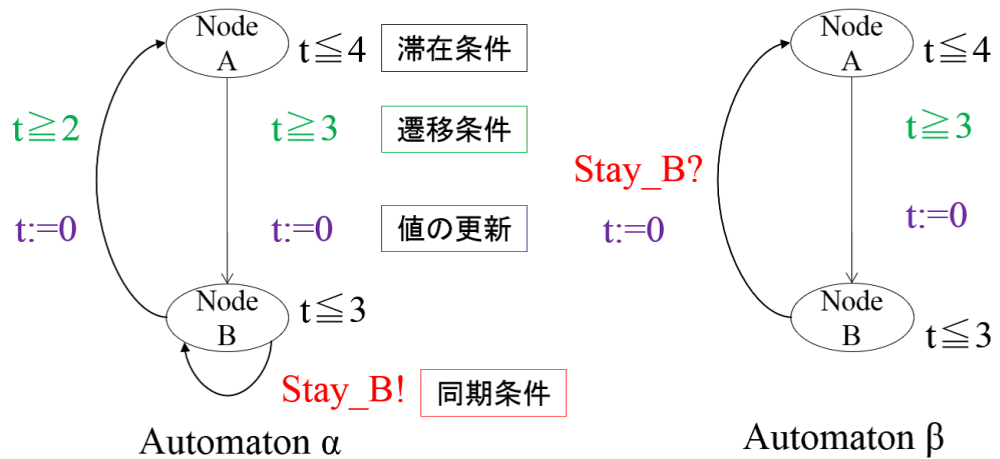 Node
A
t≦4
滞在条件
t≧2
t≧3
遷移条件
t:=0
t:=0
値の更新
Node
B
t≦3
Stay_B!
同期条件
Automaton α
Node
A
t≦4
t≧3
Stay_B?
t:=0
t:=0
Node
B
t≦3
Automaton β